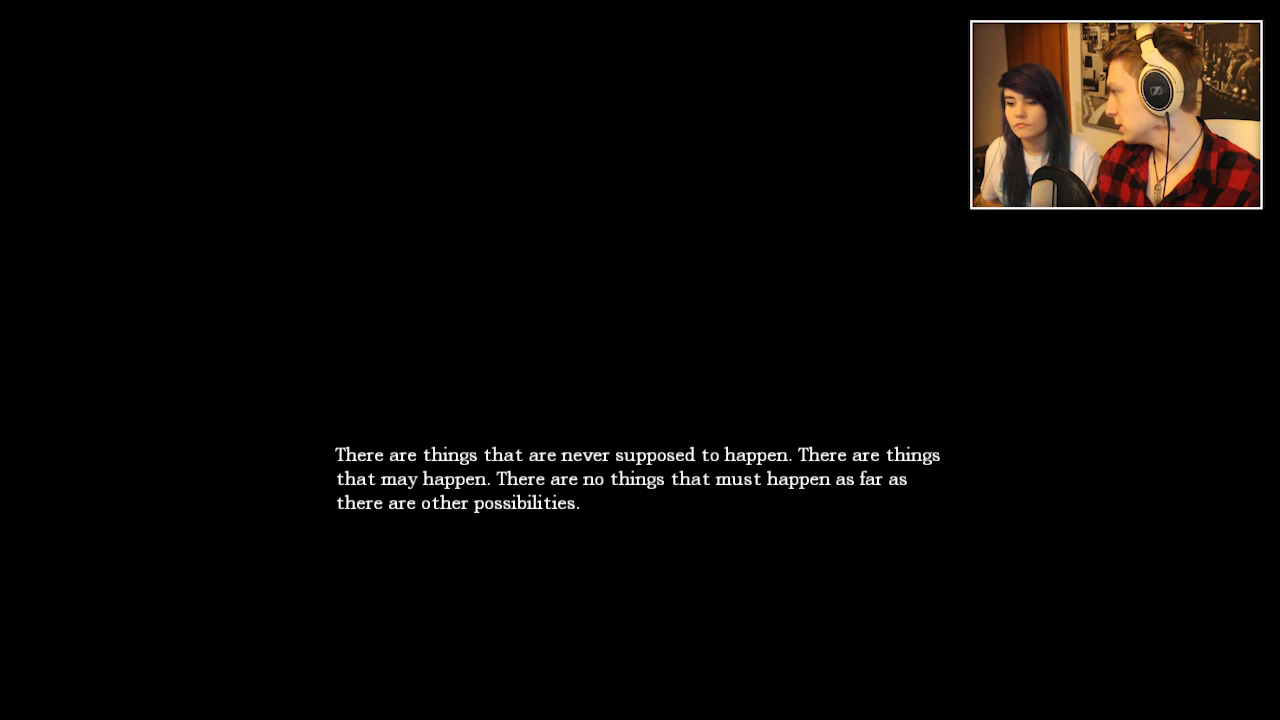 There are things that are never supposed to happen. There are things
that may happen. There are no things that must happen as far as
there are other possibilities.